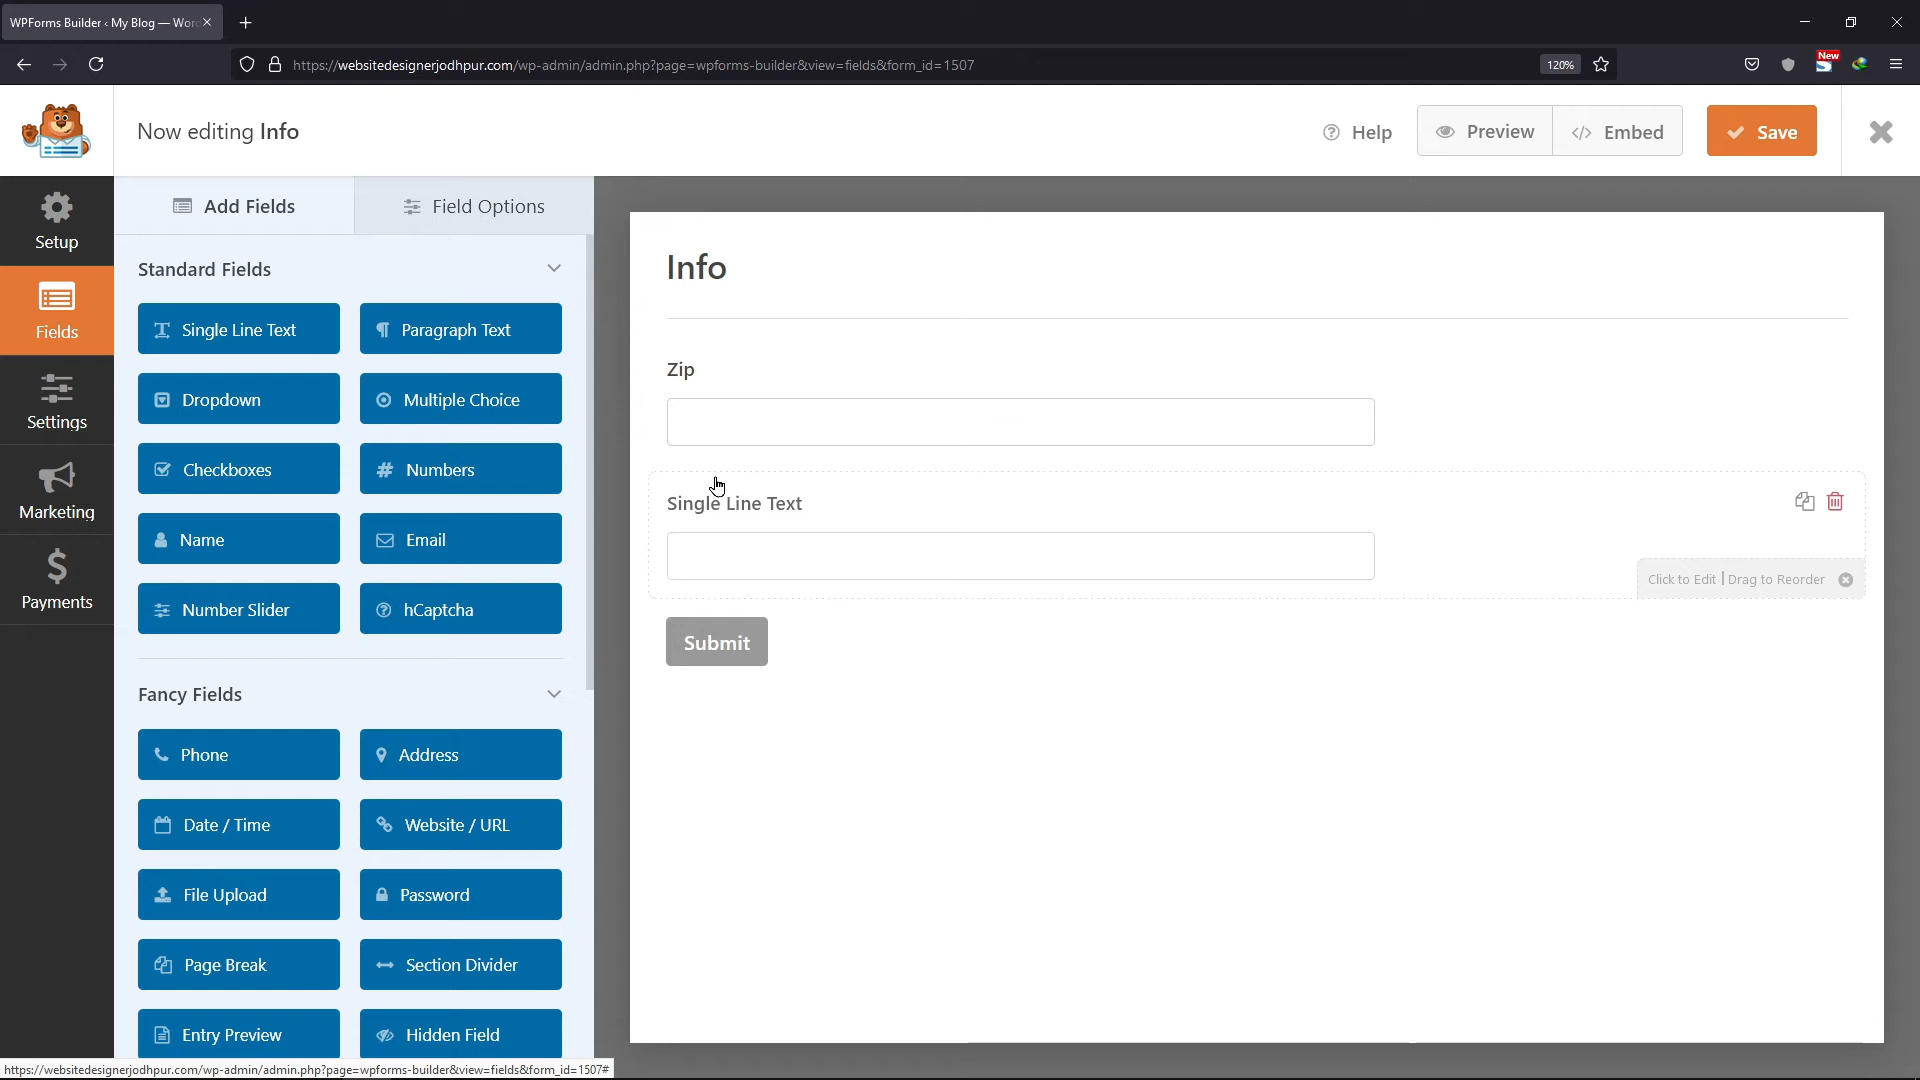 WPForms Builder ‹ My Blog — Wor
https://websitedesignerjodhpur.com/wp-admin/admin.php?page=wpforms-builder&view=fields&form_id=1507
120%
New
Now editing Info
Help
Preview
Embed
Save
Setup
Fields
Settings
Marketing
Payments
Add Fields
Field Options
Standard Fields
Single Line Text
Paragraph Text
Dropdown
Multiple Choice
Checkboxes
Numbers
Name
Email
Number Slider
hCaptcha
Fancy Fields
Phone
Address
Date / Time
Website / URL
File Upload
Password
Page Break
Section Divider
Entry Preview
Hidden Field
Info
Zip
Single Line Text
Click to Edit | Drag to Reorder
Submit
https://websitedesignerjodhpur.com/wp-admin/admin.php?page=wpforms-builder&view=fields&form_id=1507#